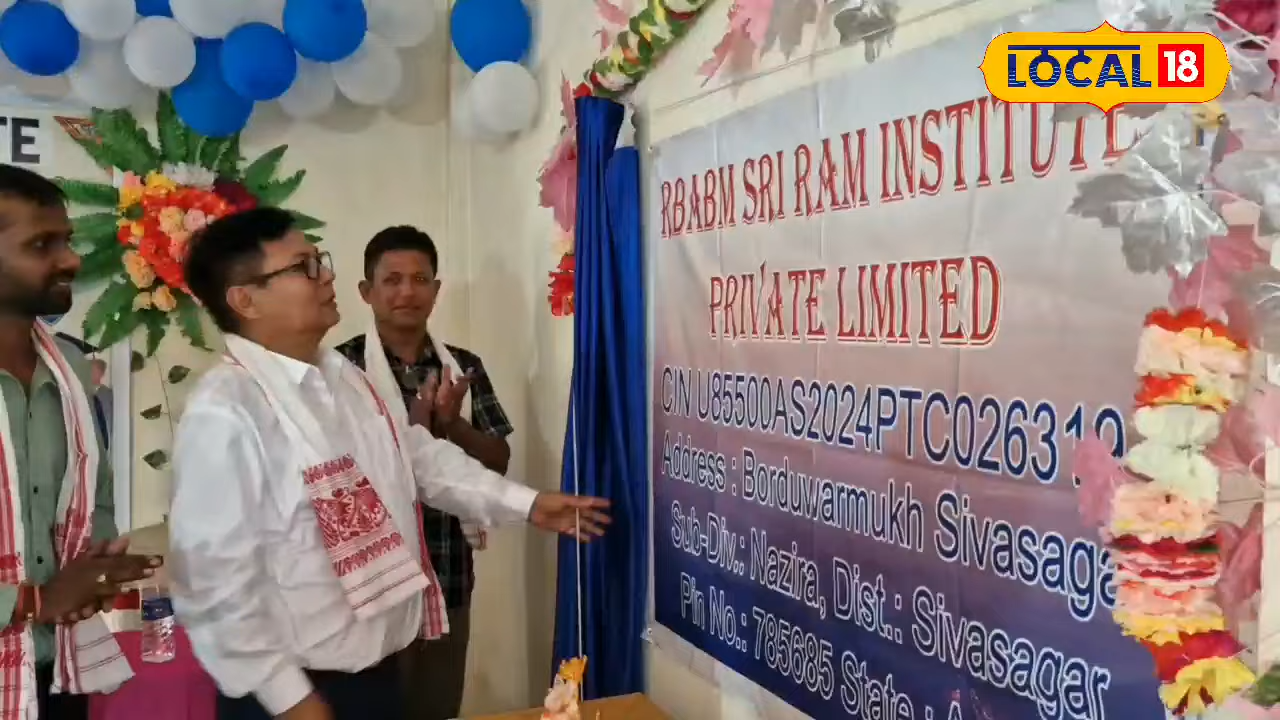 LOCAL 18
TE
RBABM SRI RAM INSTITUTE
PRIVATE LIMITED
CIN U85500AS2024PTC026319
Address : Borduwarmukh Sivasaga
Sub-Div.: Nazira, Dist.: Sivasagar
Pin No.: 785685 State :